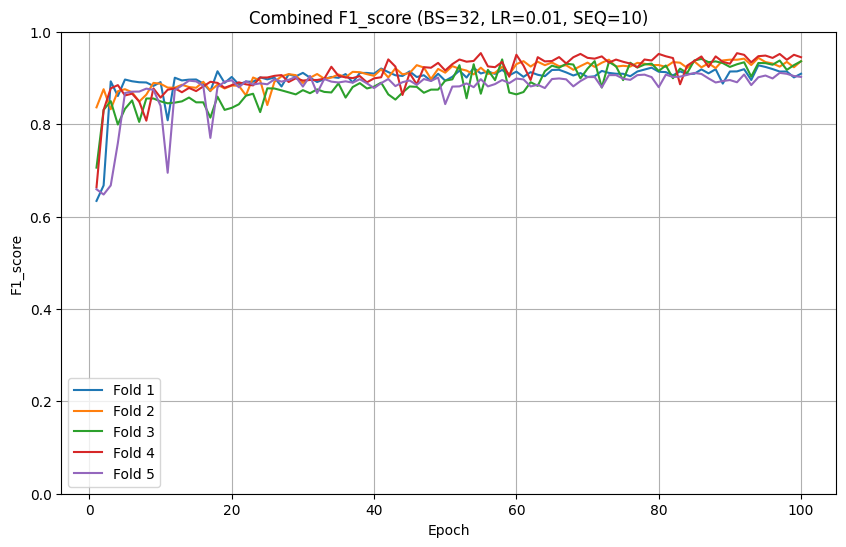 Combined F1_score (BS=32, LR=0.01, SEQ=10)
1.0
0.8
0.6
0.4
0.2
0.0
F1_score
Fold 1
Fold 2
Fold 3
Fold 4
Fold 5
0 20 40 60 80 100
Epoch